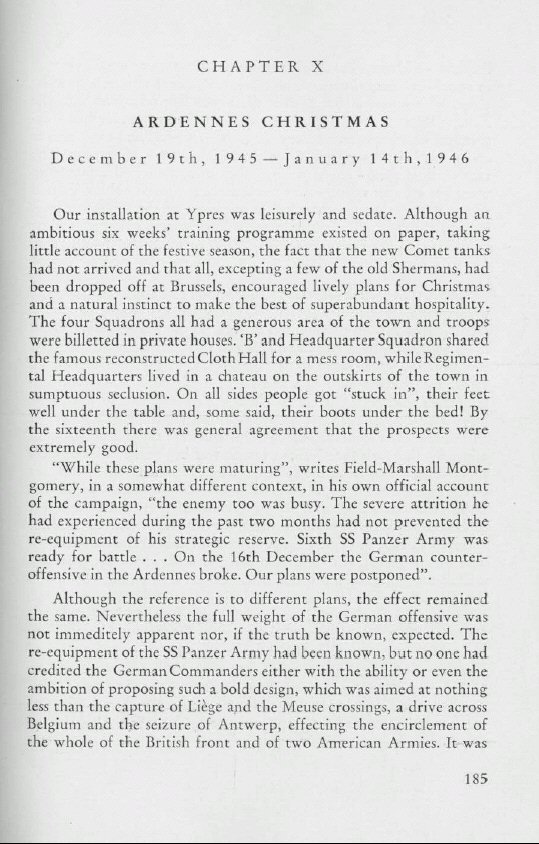 CHAPTER X
ARDENNES CHRISTMAS
December 19th, 1945 — January 14th, 1946
Our installation at Ypres was leisurely and sedate. Although an
ambitious six weeks' training programme existed on paper, taking
little account of the festive season, the fact that the new Comet tanks
had not arrived and that all, excepting a few of the old Shermans, had
been dropped off at Brussels, encouraged lively plans for Christmas
and a natural instinct to make the best of superabundant hospitality.
The four Squadrons all had a generous area of the town and troops
were billetted in private houses. 'B' and Headquarter Squadron shared
the famous reconstructed Cloth Hall for a mess room, while Regimen-
tal Headquarters lived in a chateau on the outskirts of the town in
sumptuous seclusion. On all sides people got "stuck in", their feet
well under the table and, some said, their boots under the bed! By
the sixteenth there was general agreement that the prospects were
extremely good.
"While these plans were maturing", writes Field-Marshall Mont-
gomery, in a somewhat different context, in his own official account
of the campaign, "the enemy too was busy. The severe attrition he
had experienced during the past two months had not prevented the
re-equipment of his strategic reserve. Sixth SS Panzer Army was
ready for battle . . . On the 16th December the German counter-
offensive in the Ardennes broke. Our plans were postponed".
Although the reference is to different plans, the effect remained
the same. Nevertheless the full weight of the German offensive was
not immeditely apparent nor, if the truth be known, expected. The
re-equipment of the SS Panzer Army had been known, but no one had
credited the German Commanders either with the ability or even the
ambition of proposing such a bold design, which was aimed at nothing
less than the capture of Liège and the Meuse crossings, a drive across
Belgium and the seizure of Antwerp, effecting the encirclement of
the whole of the British front and of two American Armies. It was
185